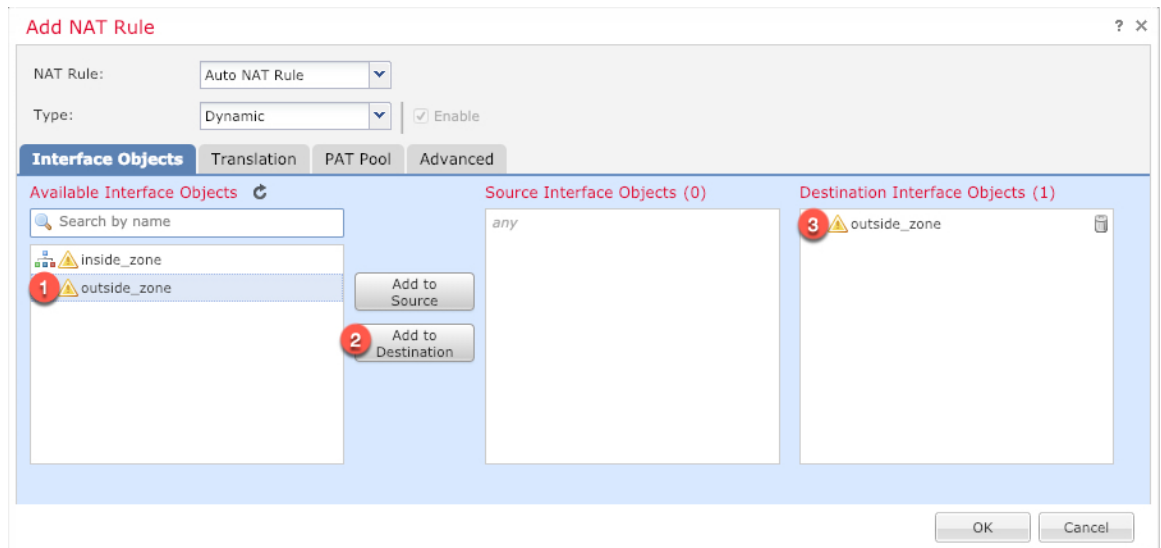 Add NAT Rule ? ×
NAT Rule: Auto NAT Rule
Type: Dynamic Enable
Interface Objects Translation PAT Pool Advanced
Available Interface Objects
Search by name
inside_zone
1 outside_zone
Add to
Source
2 Add to
Destination
Source Interface Objects (0)
any
Destination Interface Objects (1)
3 outside_zone
OK Cancel